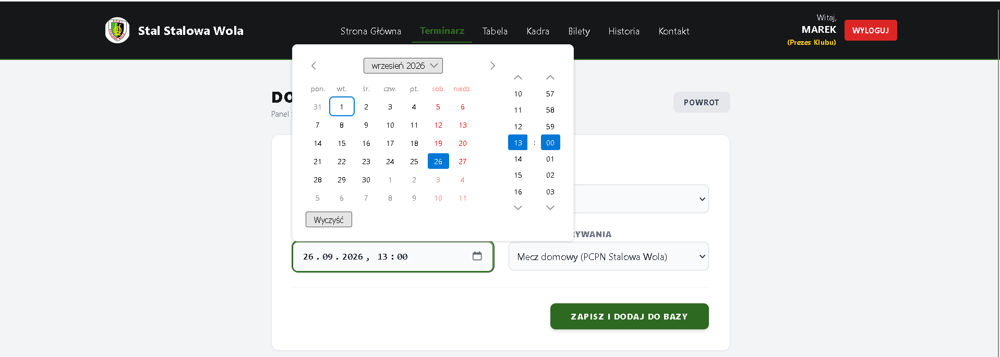 Stal Stalowa Wola
Strona Główna Terminarz Tabela Kadra Bilety Historia Kontakt
Witaj,
MAREK
(Prezes Klubu)
WYLOGUJ
DO
Panel
POWROT
wrzesień 2026
pon. wt. śr. czw. pt. sob. niedz.
31 1 2 3 4 5 6
7 8 9 10 11 12 13
14 15 16 17 18 19 20
21 22 23 24 25 26 27
28 29 30 1 2 3 4
5 6 7 8 9 10 11
10 57
11 58
12 59
13 : 00
14 01
15 02
16 03
Wyczyść
RYWANIA
26.09.2026, 13:00
Mecz domowy (PCPN Stalowa Wola)
ZAPISZ I DODAJ DO BAZY